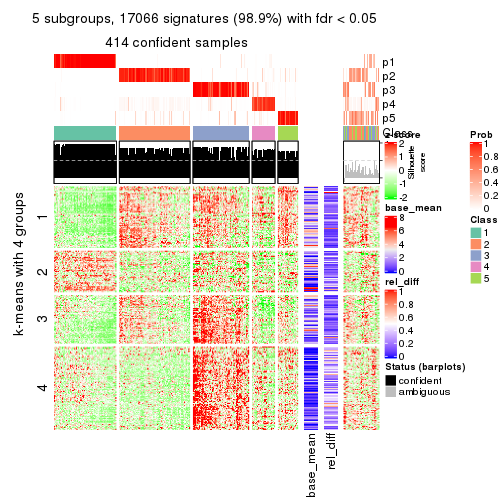 5 subgroups, 17066 signatures (98.9%) with fdr < 0.05
414 confident samples
p1
p2
p3
p4
p5
Class
Silhouette
score
k-means with 4 groups
1
2
3
4
base_mean
rel_diff
z-score
2
1
0
-1
-2
base_mean
8
6
4
2
0
rel_diff
1
0.8
0.6
0.4
0.2
0
Status (barplots)
confident
ambiguous
Prob
1
0.8
0.6
0.4
0.2
0
Class
1
2
3
4
5